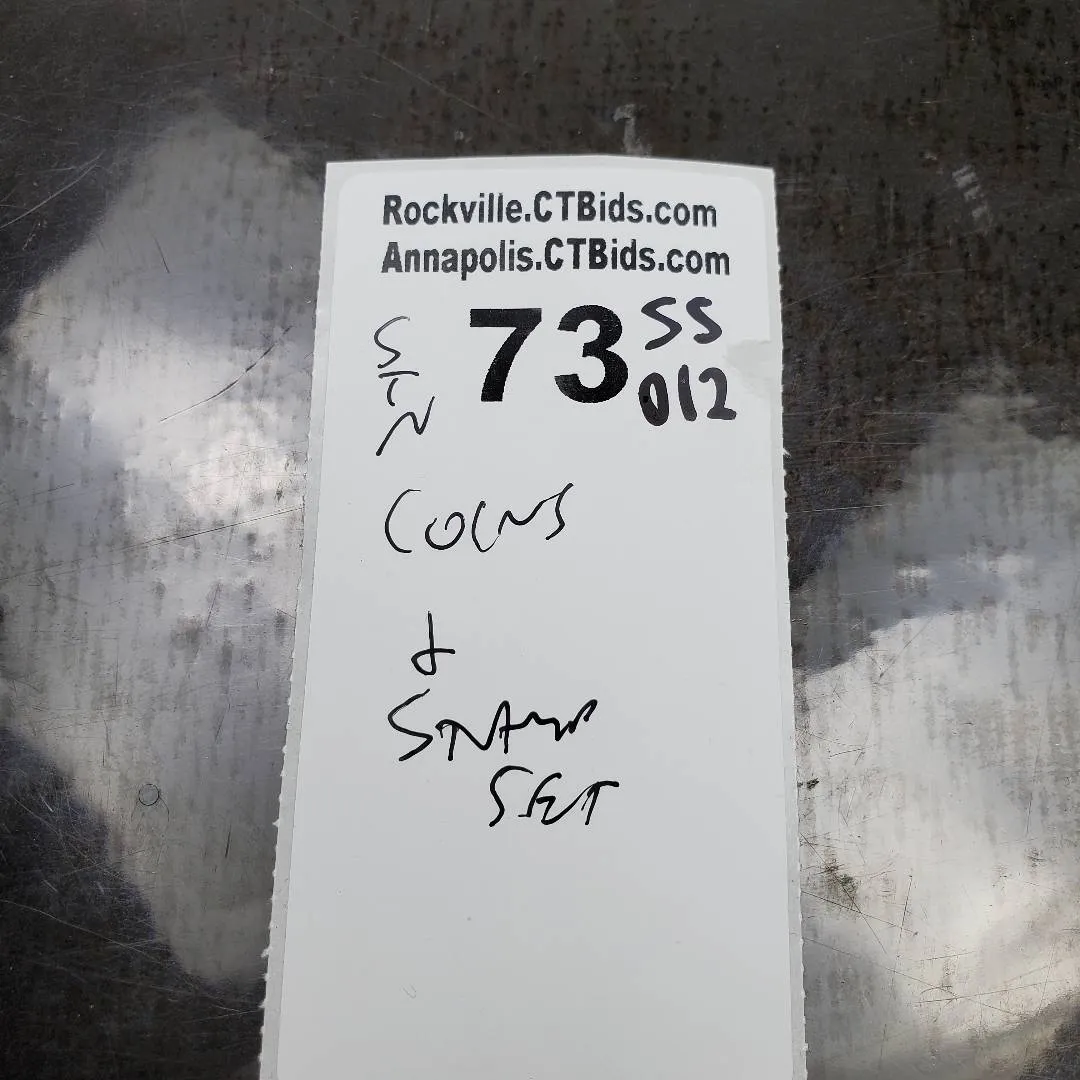 Rockville.CTBids.com
Annapolis.CTBids.com
73 SS
012
COINS
&
STAMP
SET